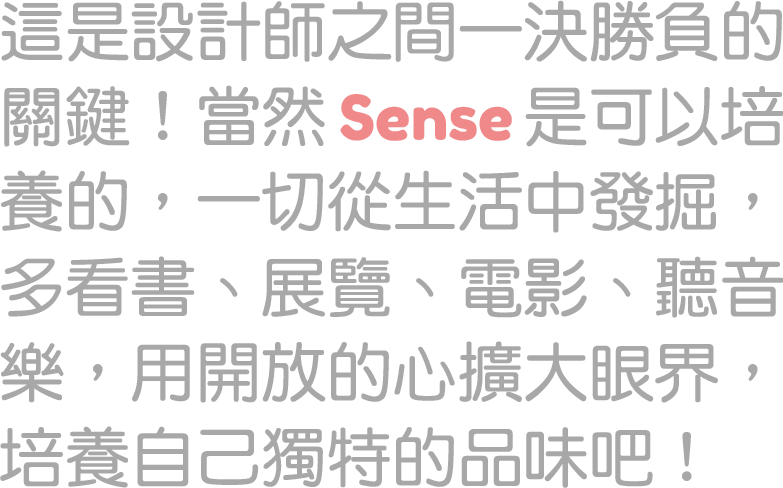 這是設計師之間一決勝負的
關鍵！當然 Sense 是可以培
養的，一切從生活中發掘，
多看書、展覽、電影、聽音
樂，用開放的心擴大眼界，
培養自己獨特的品味吧！